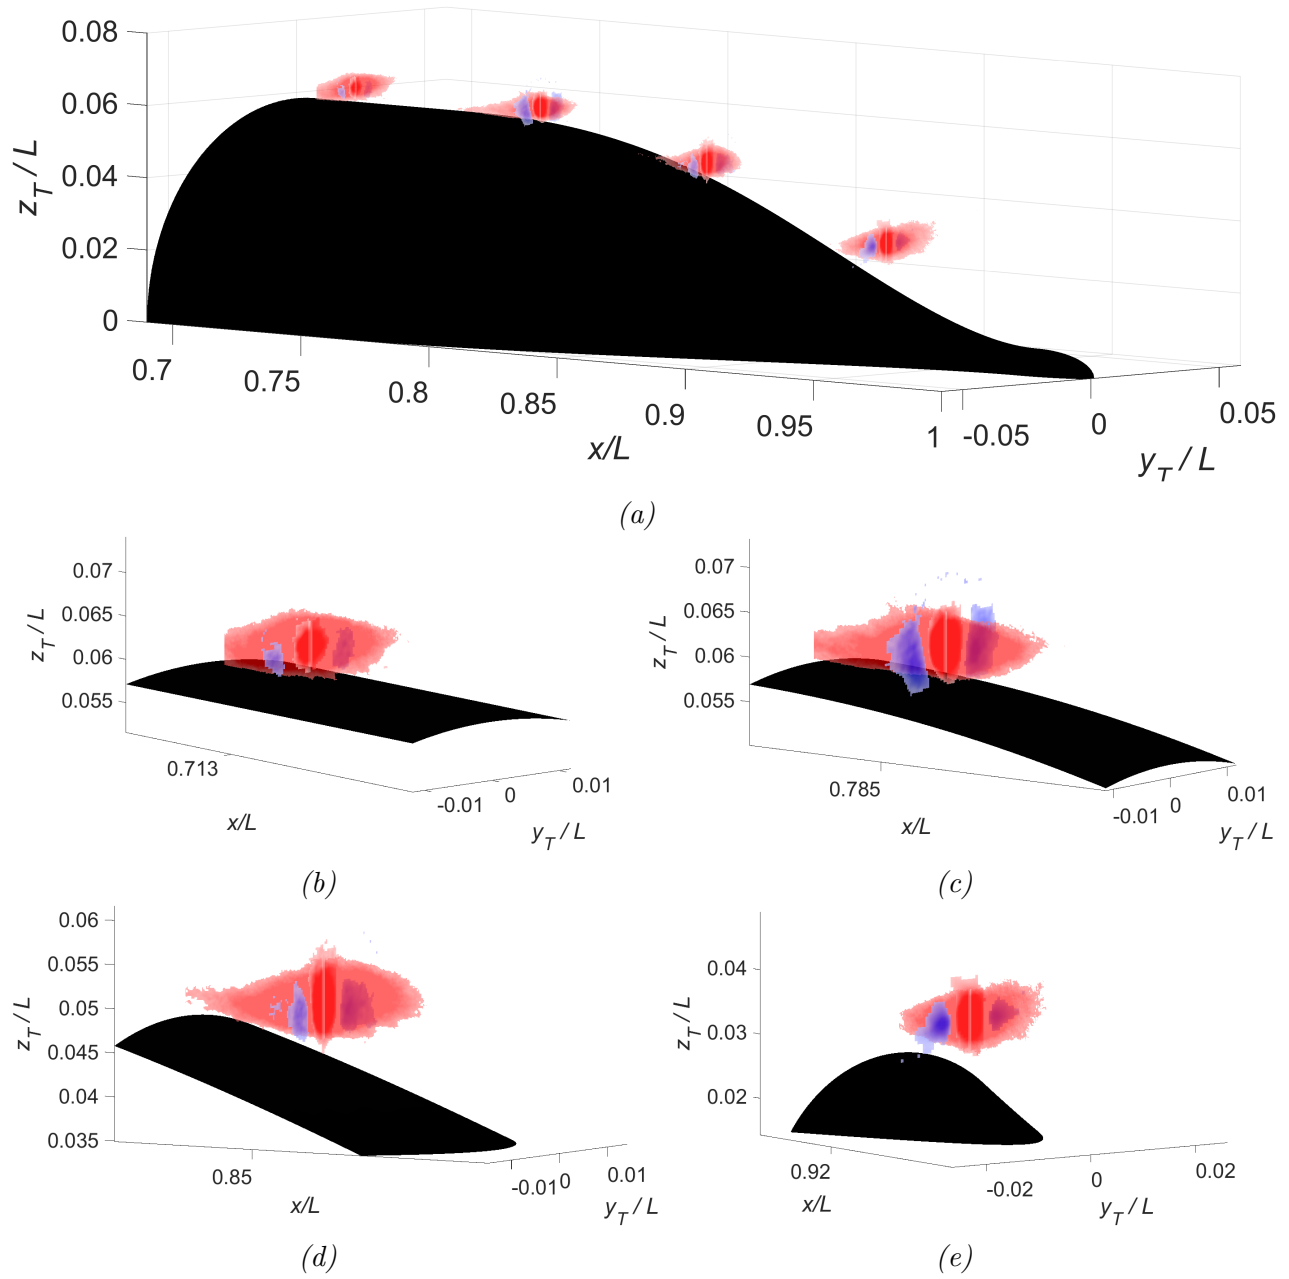 0.08
0.06
0.04
0.02
0
z_T / L
0.7
0.75
0.8
0.85
0.9
0.95
1
x/L
-0.05
0
0.05
y_T / L
(a)
0.07
0.065
0.06
0.055
z_T / L
0.713
x/L
-0.01
0
0.01
y_T / L
(b)
0.07
0.065
0.06
0.055
z_T / L
0.785
x/L
-0.01
0
0.01
y_T / L
(c)
0.06
0.055
0.05
0.045
0.04
0.035
z_T / L
0.85
x/L
-0.01
0
0.01
y_T / L
(d)
0.04
0.03
0.02
z_T / L
0.92
x/L
-0.02
0
0.02
y_T / L
(e)